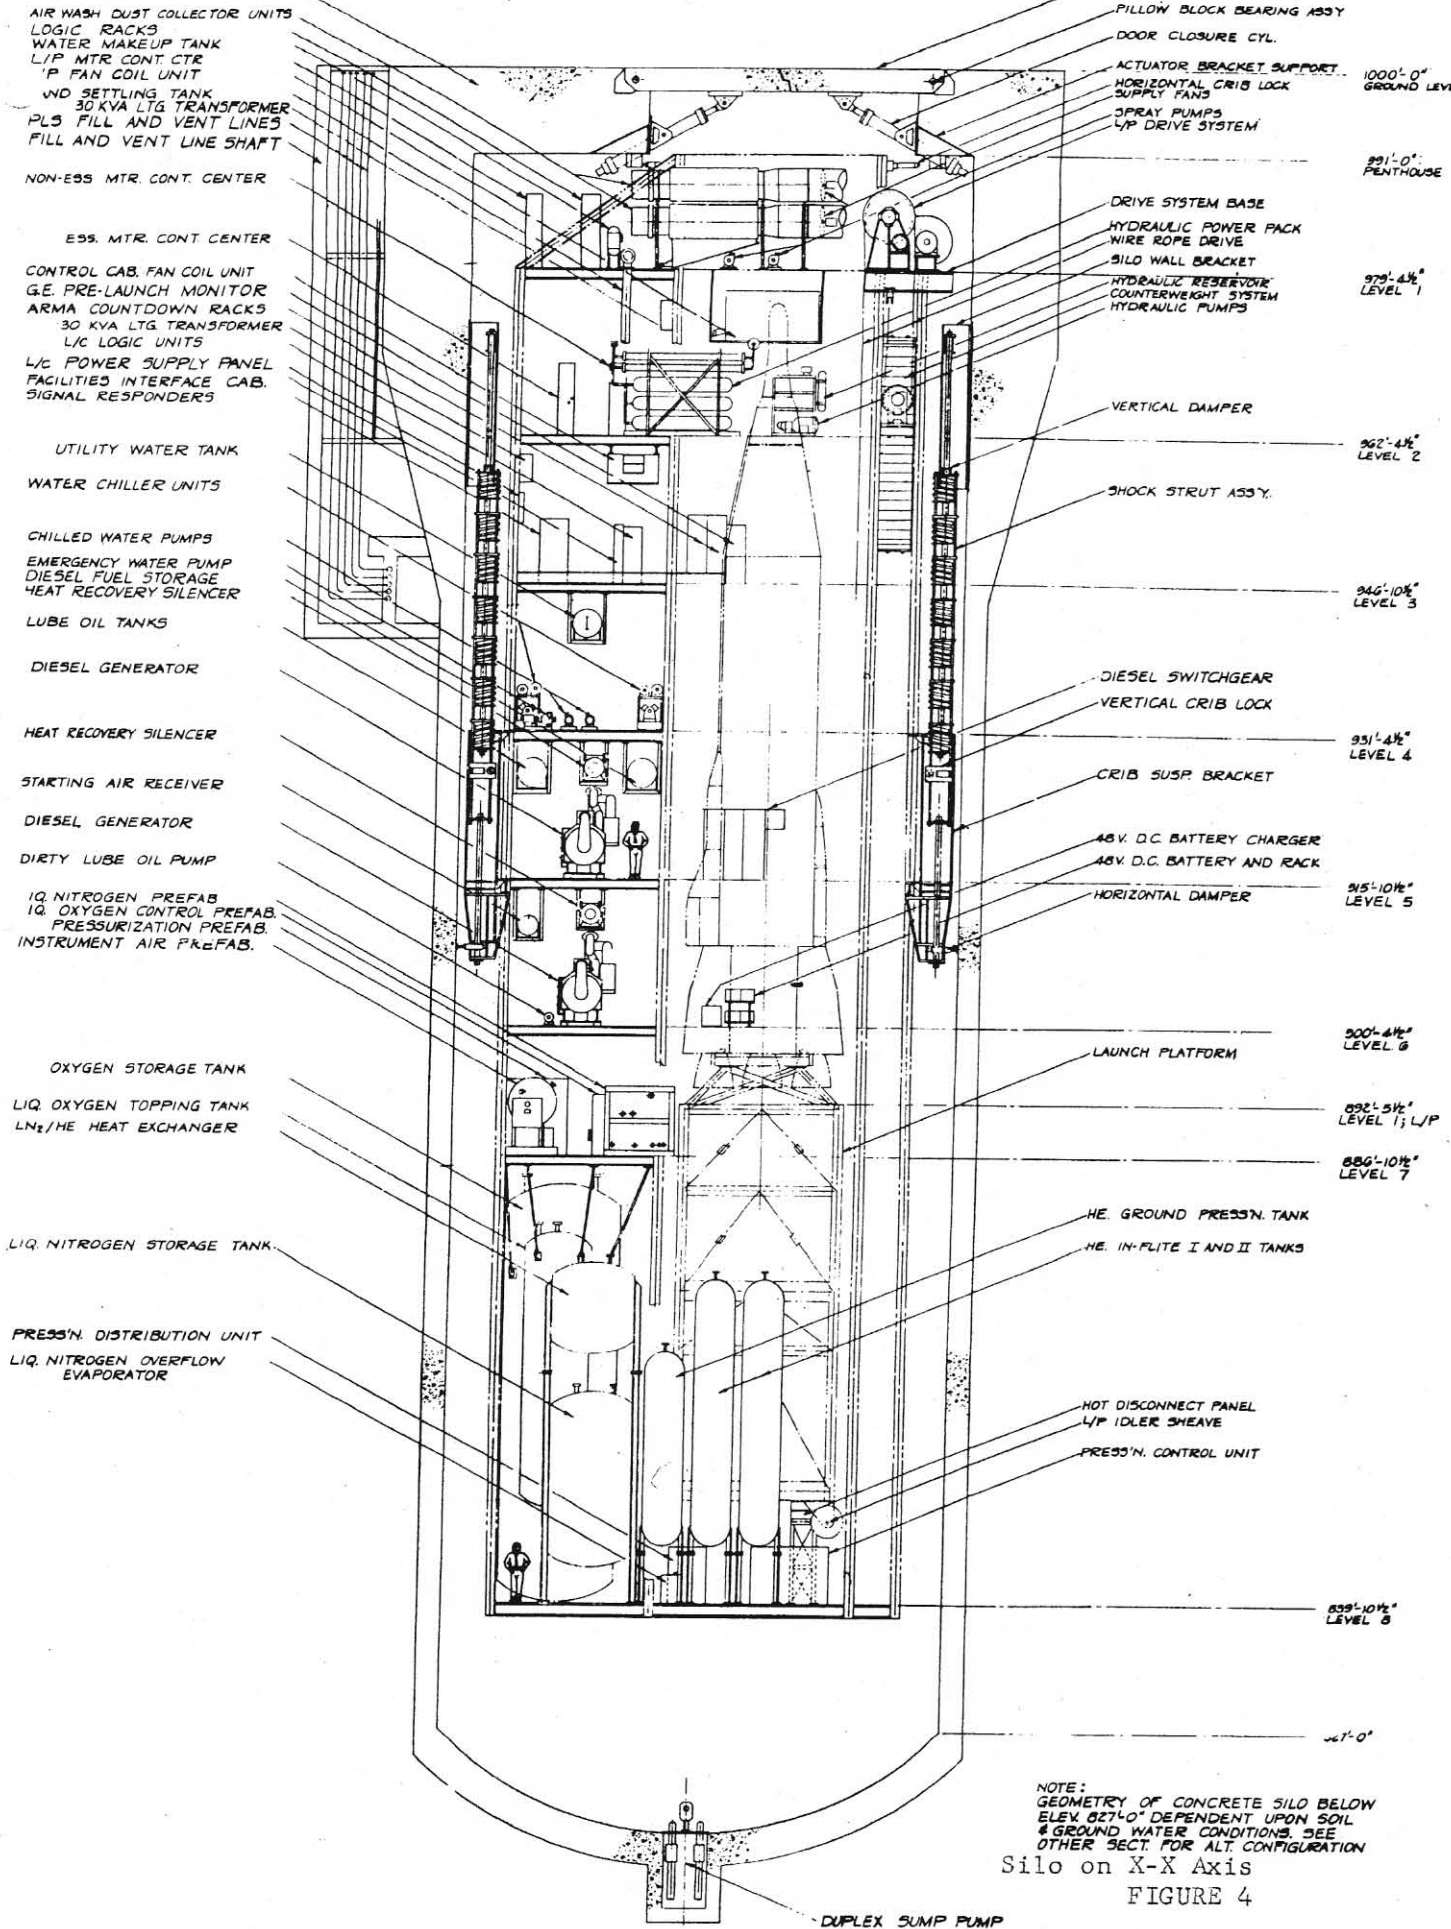 AIR WASH DUST COLLECTOR UNITS
LOGIC RACKS
WATER MAKEUP TANK
L/P MTR CONT. CTR
'P FAN COIL UNIT
ND SETTLING TANK
30 KVA LTG TRANSFORMER
PLS FILL AND VENT LINES
FILL AND VENT LINE SHAFT
NON-ESS MTR. CONT. CENTER
ESS. MTR. CONT CENTER
CONTROL CAB. FAN COIL UNIT
G.E. PRE-LAUNCH MONITOR
ARMA COUNTDOWN RACKS
30 KVA LTG. TRANSFORMER
L/C LOGIC UNITS
L/C POWER SUPPLY PANEL
FACILITIES INTERFACE CAB.
SIGNAL RESPONDERS
UTILITY WATER TANK
WATER CHILLER UNITS
CHILLED WATER PUMPS
EMERGENCY WATER PUMP
DIESEL FUEL STORAGE
HEAT RECOVERY SILENCER
LUBE OIL TANKS
DIESEL GENERATOR
HEAT RECOVERY SILENCER
STARTING AIR RECEIVER
DIESEL GENERATOR
DIRTY LUBE OIL PUMP
IQ. NITROGEN PREFAB
IQ. OXYGEN CONTROL PREFAB.
PRESSURIZATION PREFAB.
INSTRUMENT AIR PREFAB.
OXYGEN STORAGE TANK
LIQ. OXYGEN TOPPING TANK
LN2/HE HEAT EXCHANGER
LIQ. NITROGEN STORAGE TANK
PRESS'N. DISTRIBUTION UNIT
LIQ. NITROGEN OVERFLOW
EVAPORATOR
PILLOW BLOCK BEARING ASSY
DOOR CLOSURE CYL.
ACTUATOR BRACKET SUPPORT
HORIZONTAL CRIB LOCK
SUPPLY FANS
SPRAY PUMPS
L/P DRIVE SYSTEM
DRIVE SYSTEM BASE
HYDRAULIC POWER PACK
WIRE ROPE DRIVE
SILO WALL BRACKET
HYDRAULIC RESERVOIR
COUNTERWEIGHT SYSTEM
HYDRAULIC PUMPS
VERTICAL DAMPER
SHOCK STRUT ASSY.
DIESEL SWITCHGEAR
VERTICAL CRIB LOCK
CRIB SUSP. BRACKET
48V. D.C. BATTERY CHARGER
48V. D.C. BATTERY AND RACK
HORIZONTAL DAMPER
LAUNCH PLATFORM
HE. GROUND PRESS'N. TANK
HE. IN-FLITE I AND II TANKS
HOT DISCONNECT PANEL
L/P IDLER SHEAVE
PRESS'N. CONTROL UNIT
1000'-0"
GROUND LEV
991'-0"
PENTHOUSE
979'-4½"
LEVEL 1
962'-4½"
LEVEL 2
946'-10½"
LEVEL 3
931'-4½"
LEVEL 4
915'-10½"
LEVEL 5
900'-4½"
LEVEL 6
892'-5½"
LEVEL 1; L/P
886'-10½"
LEVEL 7
859'-10½"
LEVEL 8
27'-0"
NOTE:
GEOMETRY OF CONCRETE SILO BELOW
ELEV. 827'-0" DEPENDENT UPON SOIL
& GROUND WATER CONDITIONS. SEE
OTHER SECT. FOR ALT. CONFIGURATION
Silo on X-X Axis
FIGURE 4
DUPLEX SUMP PUMP